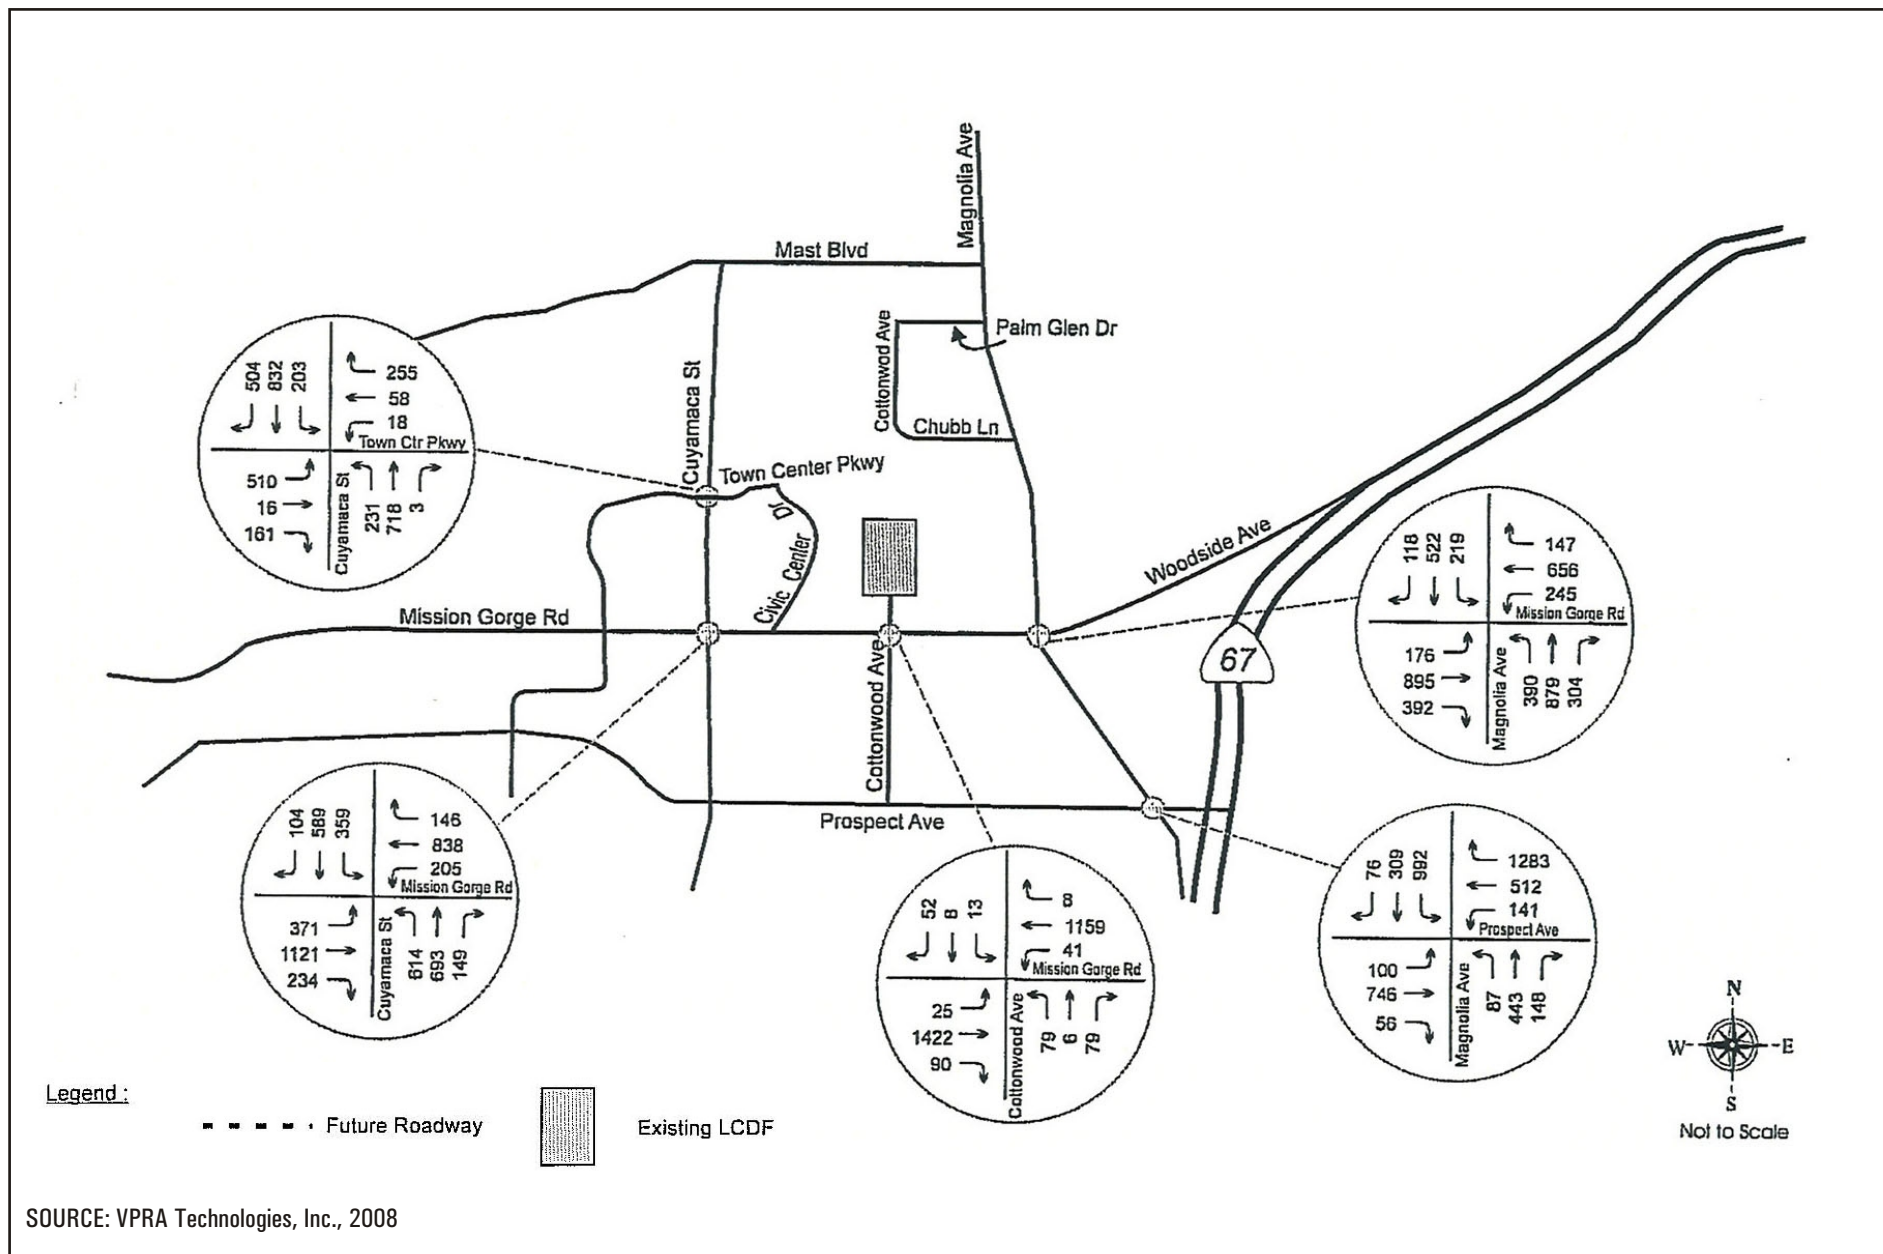 Magnolia Ave
Mast Blvd
Palm Glen Dr
Cottonwood Ave
Chubb Ln
Cuyamaca St
Town Center Pkwy
Civic Center Dr
Woodside Ave
Mission Gorge Rd
Cottonwood Ave
Prospect Ave
67
504 832 203
255
58
18
Town Ctr Pkwy
510
16
161
Cuyamaca St
231 718 3
118 522 219
147
656
245
Mission Gorge Rd
176
895
392
Magnolia Ave
390 879 304
104 589 359
146
838
205
Mission Gorge Rd
371
1121
234
Cuyamaca St
614 693 149
52 8 13
8
1159
41
Mission Gorge Rd
25
1422
90
Cottonwood Ave
79 6 79
76 309 992
1283
512
141
Prospect Ave
100
746
56
Magnolia Ave
87 443 148
N
W E
S
Not to Scale
Legend :
Future Roadway
Existing LCDF
SOURCE: VPRA Technologies, Inc., 2008